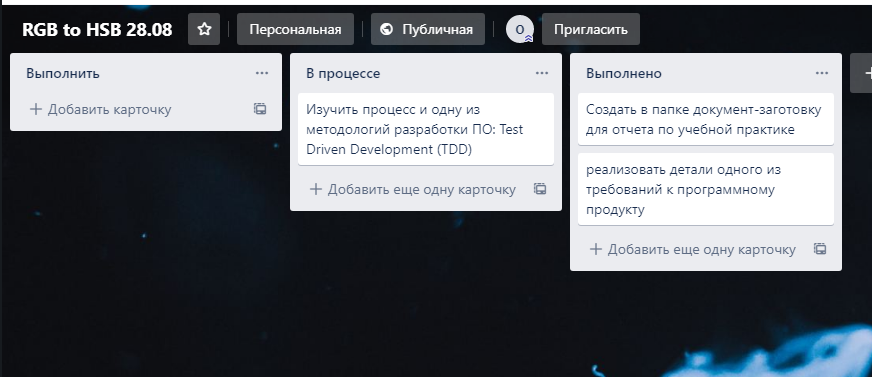 RGB to HSB 28.08
Персональная
Публичная
O
Пригласить
Выполнить
Добавить карточку
В процессе
Изучить процесс и одну из
методологий разработки ПО: Test
Driven Development (TDD)
Добавить еще одну карточку
Выполнено
Создать в папке документ-заготовку
для отчета по учебной практике
реализовать детали одного из
требований к программному
продукту
Добавить еще одну карточку